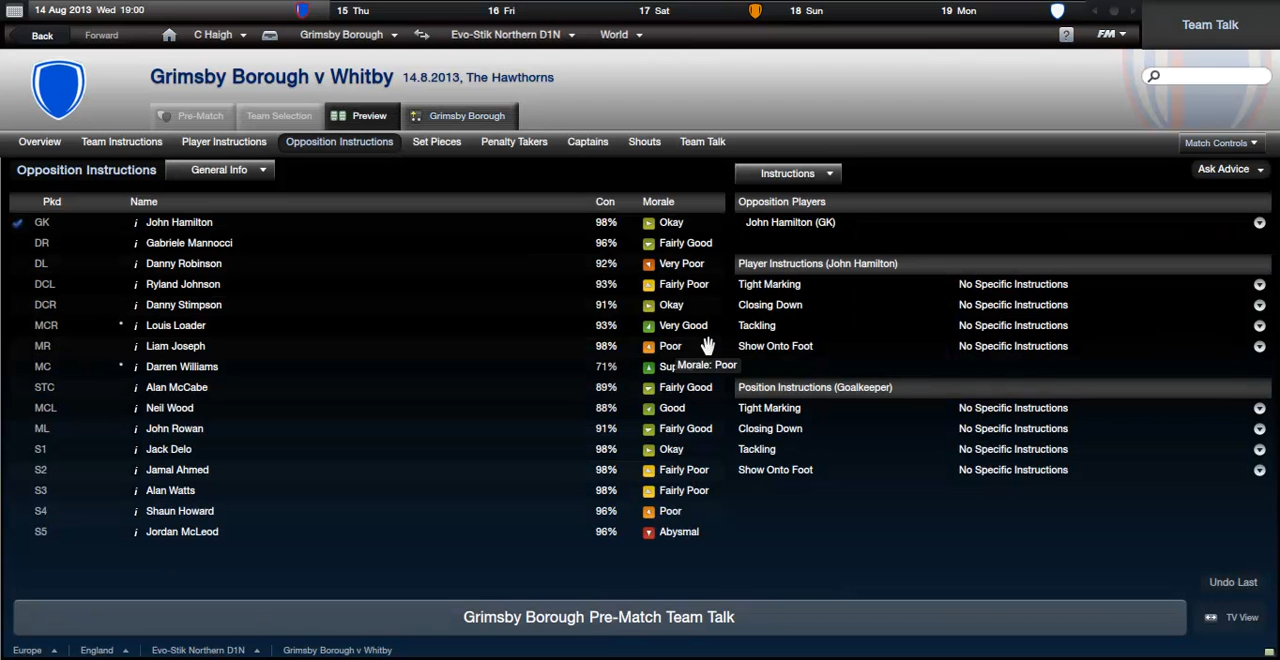 14 Aug 2013 Wed 19:00 15 Thu 16 Fri 17 Sat 18 Sun 19 Mon Team Talk
Back Forward C Haigh Grimsby Borough Evo-Stik Northern D1N World ? FM
Grimsby Borough v Whitby 14.8.2013, The Hawthorns
Pre-Match Team Selection Preview Grimsby Borough
Overview Team Instructions Player Instructions Opposition Instructions Set Pieces Penalty Takers Captains Shouts Team Talk Match Controls
Opposition Instructions General Info Instructions Ask Advice
Pkd Name Con Morale Opposition Players
GK i John Hamilton 98% Okay John Hamilton (GK)
DR i Gabriele Mannocci 96% Fairly Good
DL i Danny Robinson 92% Very Poor Player Instructions (John Hamilton)
DCL i Ryland Johnson 93% Fairly Poor Tight Marking No Specific Instructions
DCR i Danny Stimpson 91% Okay Closing Down No Specific Instructions
MCR * i Louis Loader 93% Very Good Tackling No Specific Instructions
MR i Liam Joseph 98% Poor Show Onto Foot No Specific Instructions
MC * i Darren Williams 71% Morale: Poor
STC i Alan McCabe 89% Fairly Good Position Instructions (Goalkeeper)
MCL i Neil Wood 88% Good Tight Marking No Specific Instructions
ML i John Rowan 91% Fairly Good Closing Down No Specific Instructions
S1 i Jack Delo 98% Okay Tackling No Specific Instructions
S2 i Jamal Ahmed 98% Fairly Poor Show Onto Foot No Specific Instructions
S3 i Alan Watts 98% Fairly Poor
S4 i Shaun Howard 96% Poor
S5 i Jordan McLeod 96% Abysmal
Undo Last
Grimsby Borough Pre-Match Team Talk TV View
Europe England Evo-Stik Northern D1N Grimsby Borough v Whitby